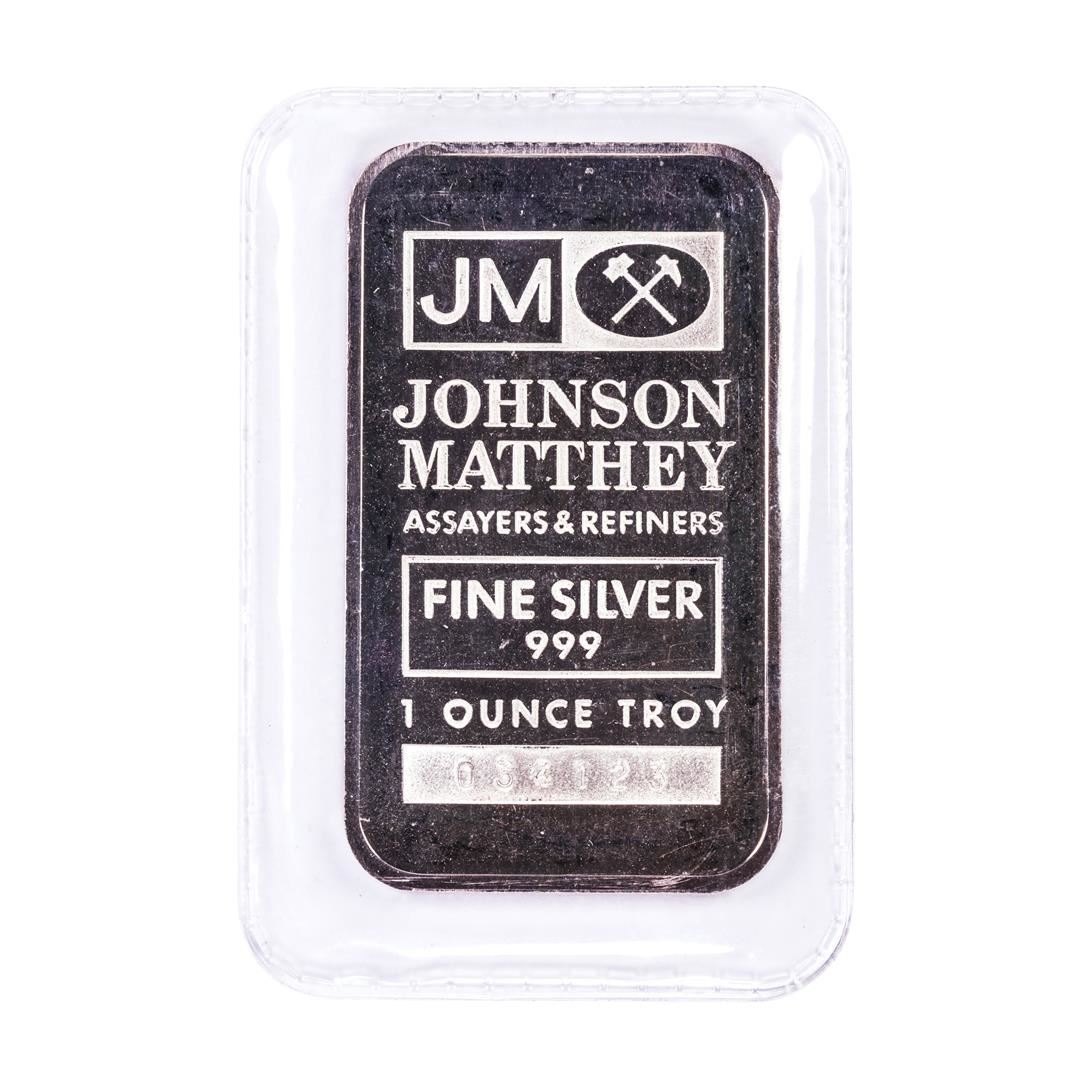 JM
JOHNSON
MATTHEY
ASSAYERS & REFINERS
FINE SILVER
999
1 OUNCE TROY